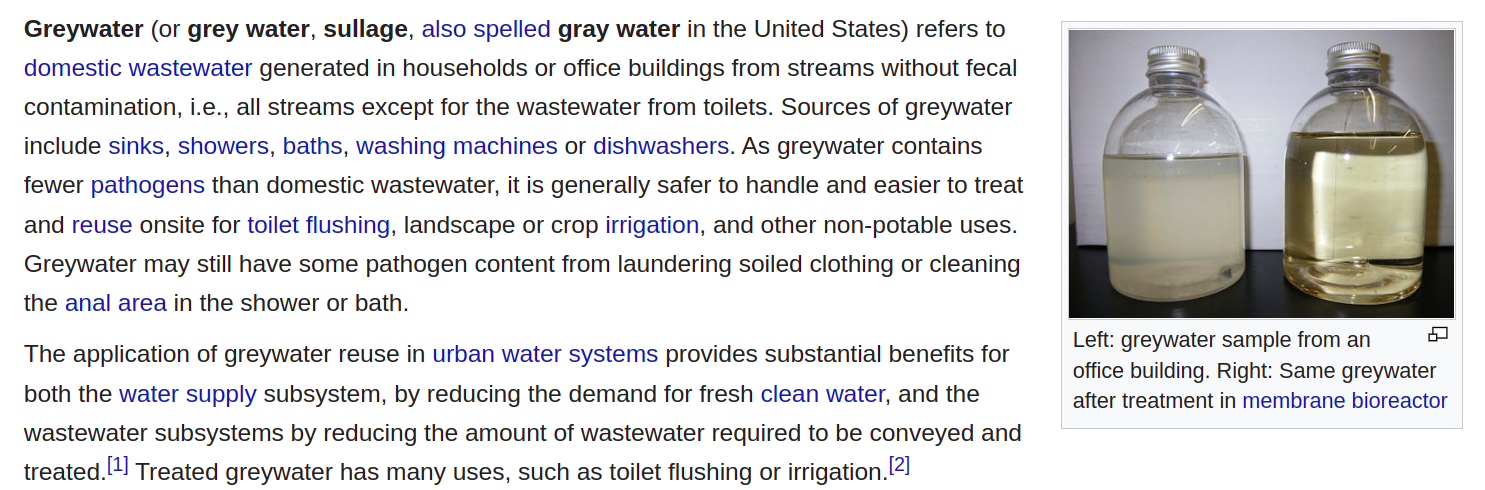 Greywater (or grey water, sullage, also spelled gray water in the United States) refers to
domestic wastewater generated in households or office buildings from streams without fecal
contamination, i.e., all streams except for the wastewater from toilets. Sources of greywater
include sinks, showers, baths, washing machines or dishwashers. As greywater contains
fewer pathogens than domestic wastewater, it is generally safer to handle and easier to treat
and reuse onsite for toilet flushing, landscape or crop irrigation, and other non-potable uses.
Greywater may still have some pathogen content from laundering soiled clothing or cleaning
the anal area in the shower or bath.
The application of greywater reuse in urban water systems provides substantial benefits for
both the water supply subsystem, by reducing the demand for fresh clean water, and the
wastewater subsystems by reducing the amount of wastewater required to be conveyed and
treated.[1] Treated greywater has many uses, such as toilet flushing or irrigation.[2]
Left: greywater sample from an
office building. Right: Same greywater
after treatment in membrane bioreactor